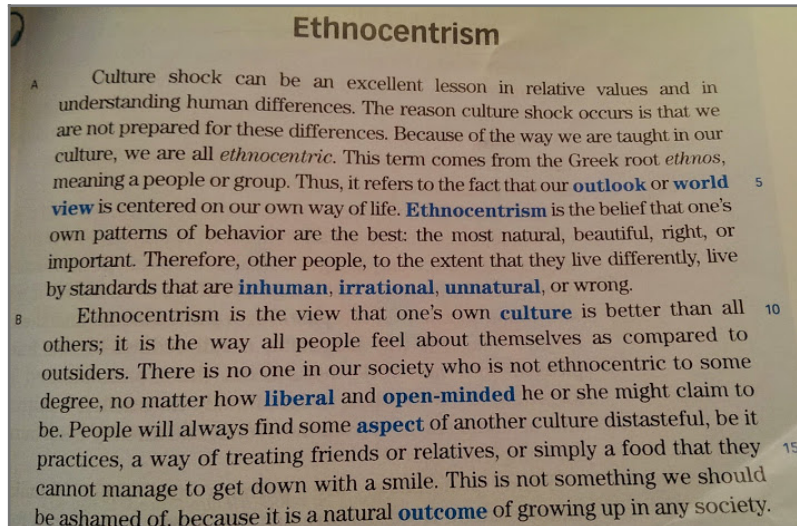 Ethnocentrism
A Culture shock can be an excellent lesson in relative values and in
understanding human differences. The reason culture shock occurs is that we
are not prepared for these differences. Because of the way we are taught in our
culture, we are all ethnocentric. This term comes from the Greek root ethnos,
meaning a people or group. Thus, it refers to the fact that our outlook or world 5
view is centered on our own way of life. Ethnocentrism is the belief that one's
own patterns of behavior are the best: the most natural, beautiful, right, or
important. Therefore, other people, to the extent that they live differently, live
by standards that are inhuman, irrational, unnatural, or wrong.
B Ethnocentrism is the view that one's own culture is better than all 10
others; it is the way all people feel about themselves as compared to
outsiders. There is no one in our society who is not ethnocentric to some
degree, no matter how liberal and open-minded he or she might claim to
be. People will always find some aspect of another culture distasteful, be it
practices, a way of treating friends or relatives, or simply a food that they 15
cannot manage to get down with a smile. This is not something we should
be ashamed of, because it is a natural outcome of growing up in any society.